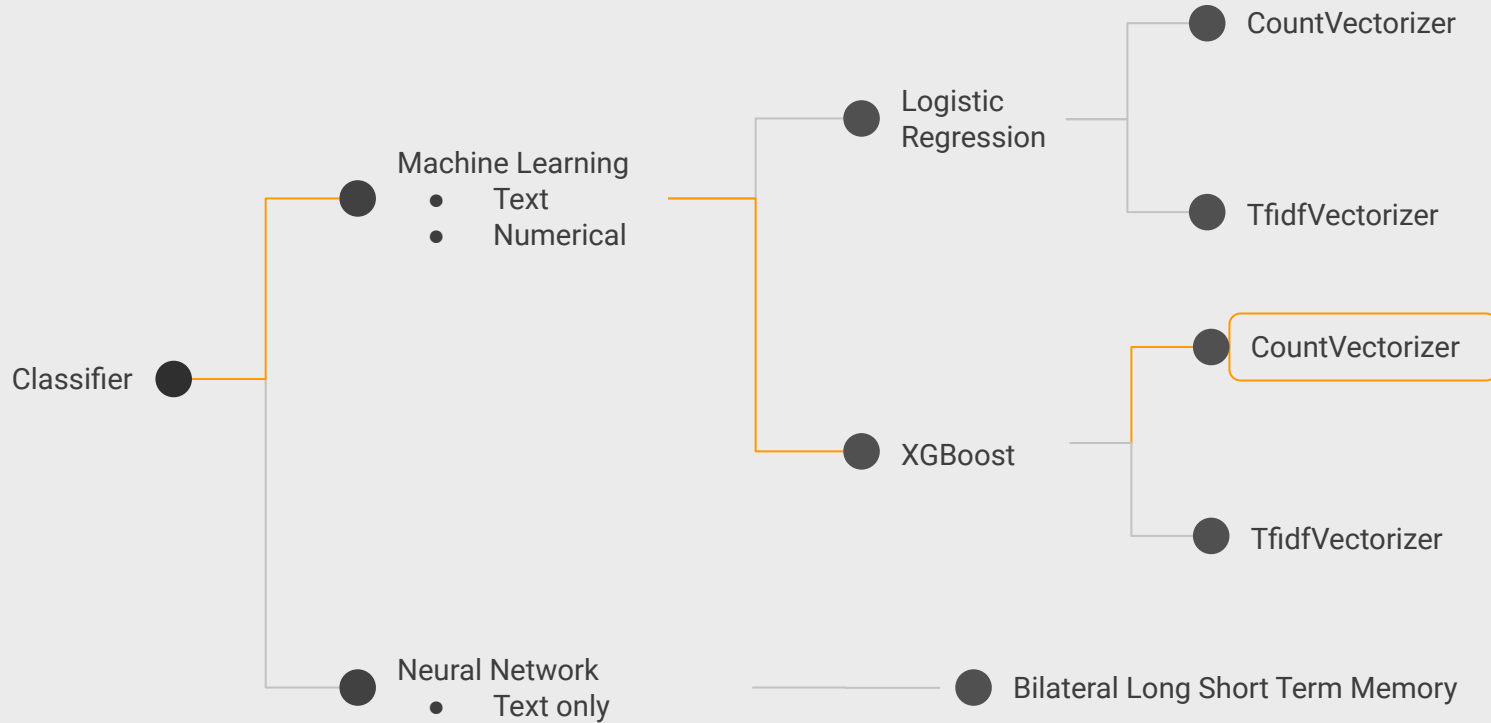 CountVectorizer
Logistic
Regression
TfidfVectorizer
Machine Learning
● Text
● Numerical
Classifier
CountVectorizer
XGBoost
TfidfVectorizer
Neural Network
● Text only
Bilateral Long Short Term Memory